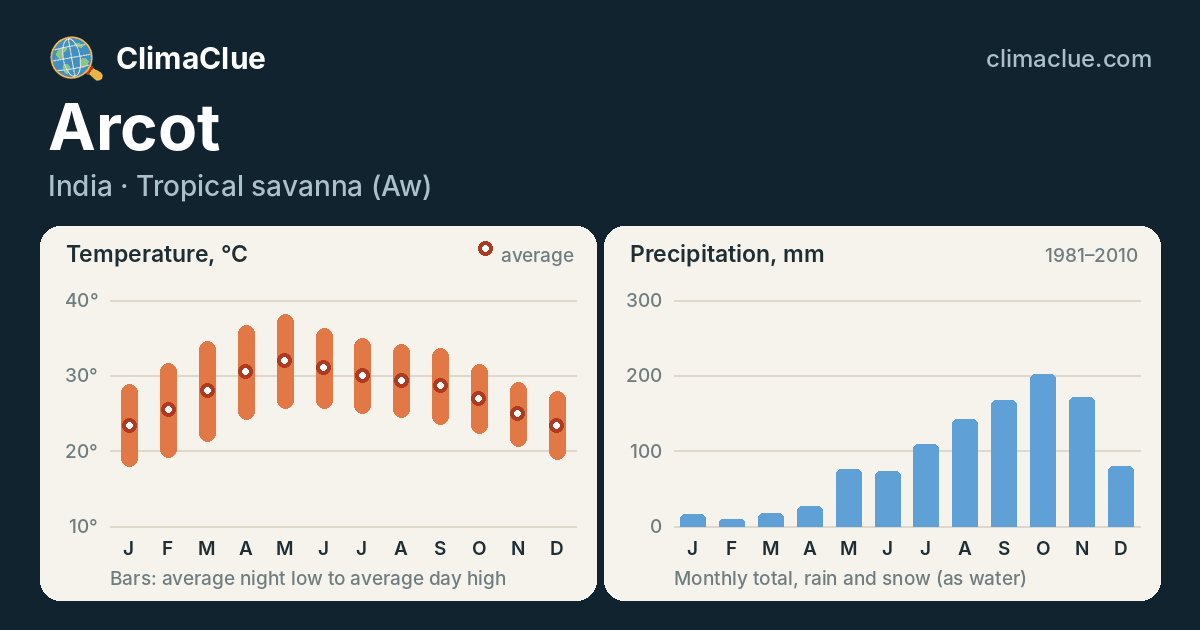 ClimaClue
climaclue.com
Arcot
India · Tropical savanna (Aw)
Temperature, °C
average
40°
30°
20°
10°
J F M A M J J A S O N D
Bars: average night low to average day high
Precipitation, mm
1981–2010
300
200
100
0
J F M A M J J A S O N D
Monthly total, rain and snow (as water)